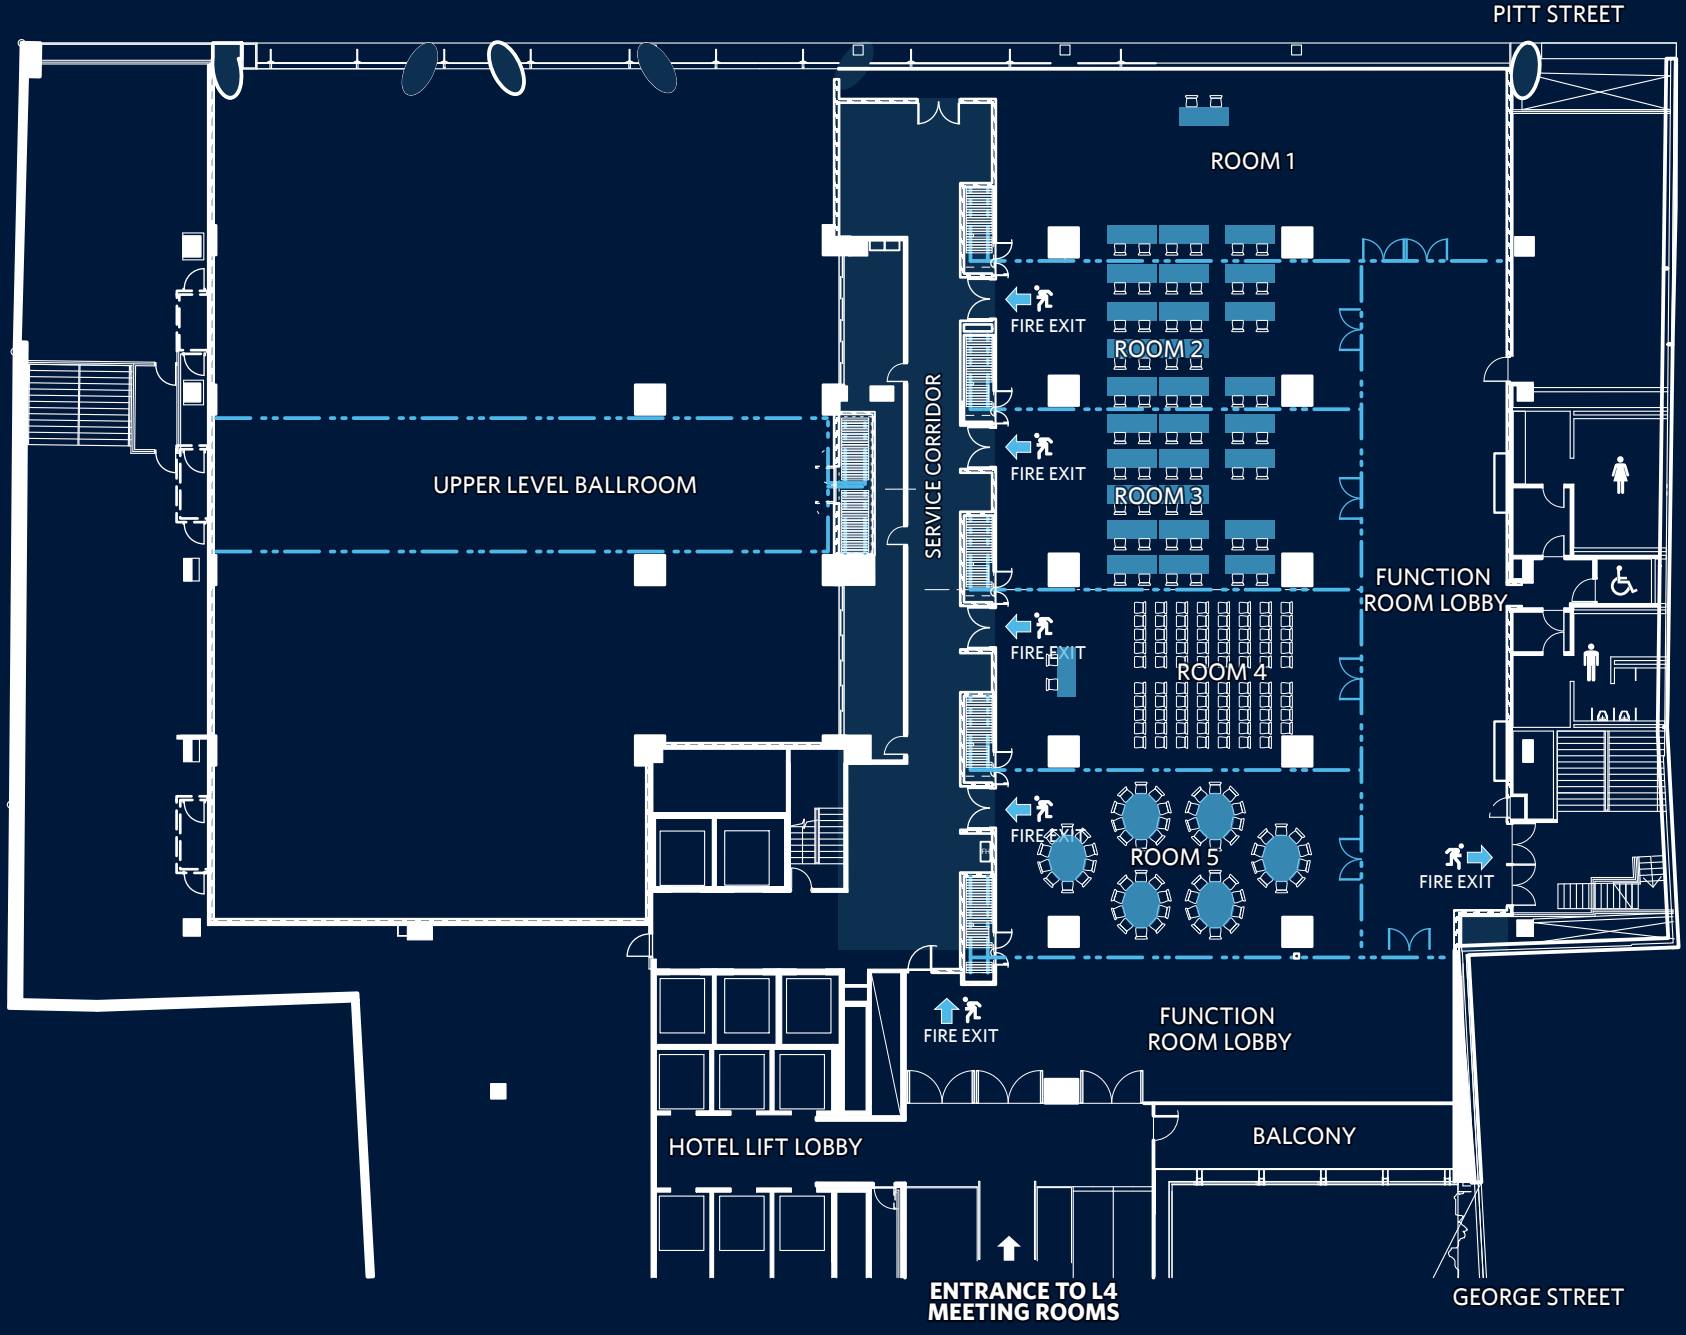 PITT STREET
ROOM 1
FIRE EXIT
ROOM 2
SERVICE CORRIDOR
FIRE EXIT
UPPER LEVEL BALLROOM
ROOM 3
FUNCTION
ROOM LOBBY
FIRE EXIT
ROOM 4
FIRE EXIT
ROOM 5
FIRE EXIT
FIRE EXIT
FUNCTION
ROOM LOBBY
HOTEL LIFT LOBBY
BALCONY
ENTRANCE TO L4
MEETING ROOMS
GEORGE STREET